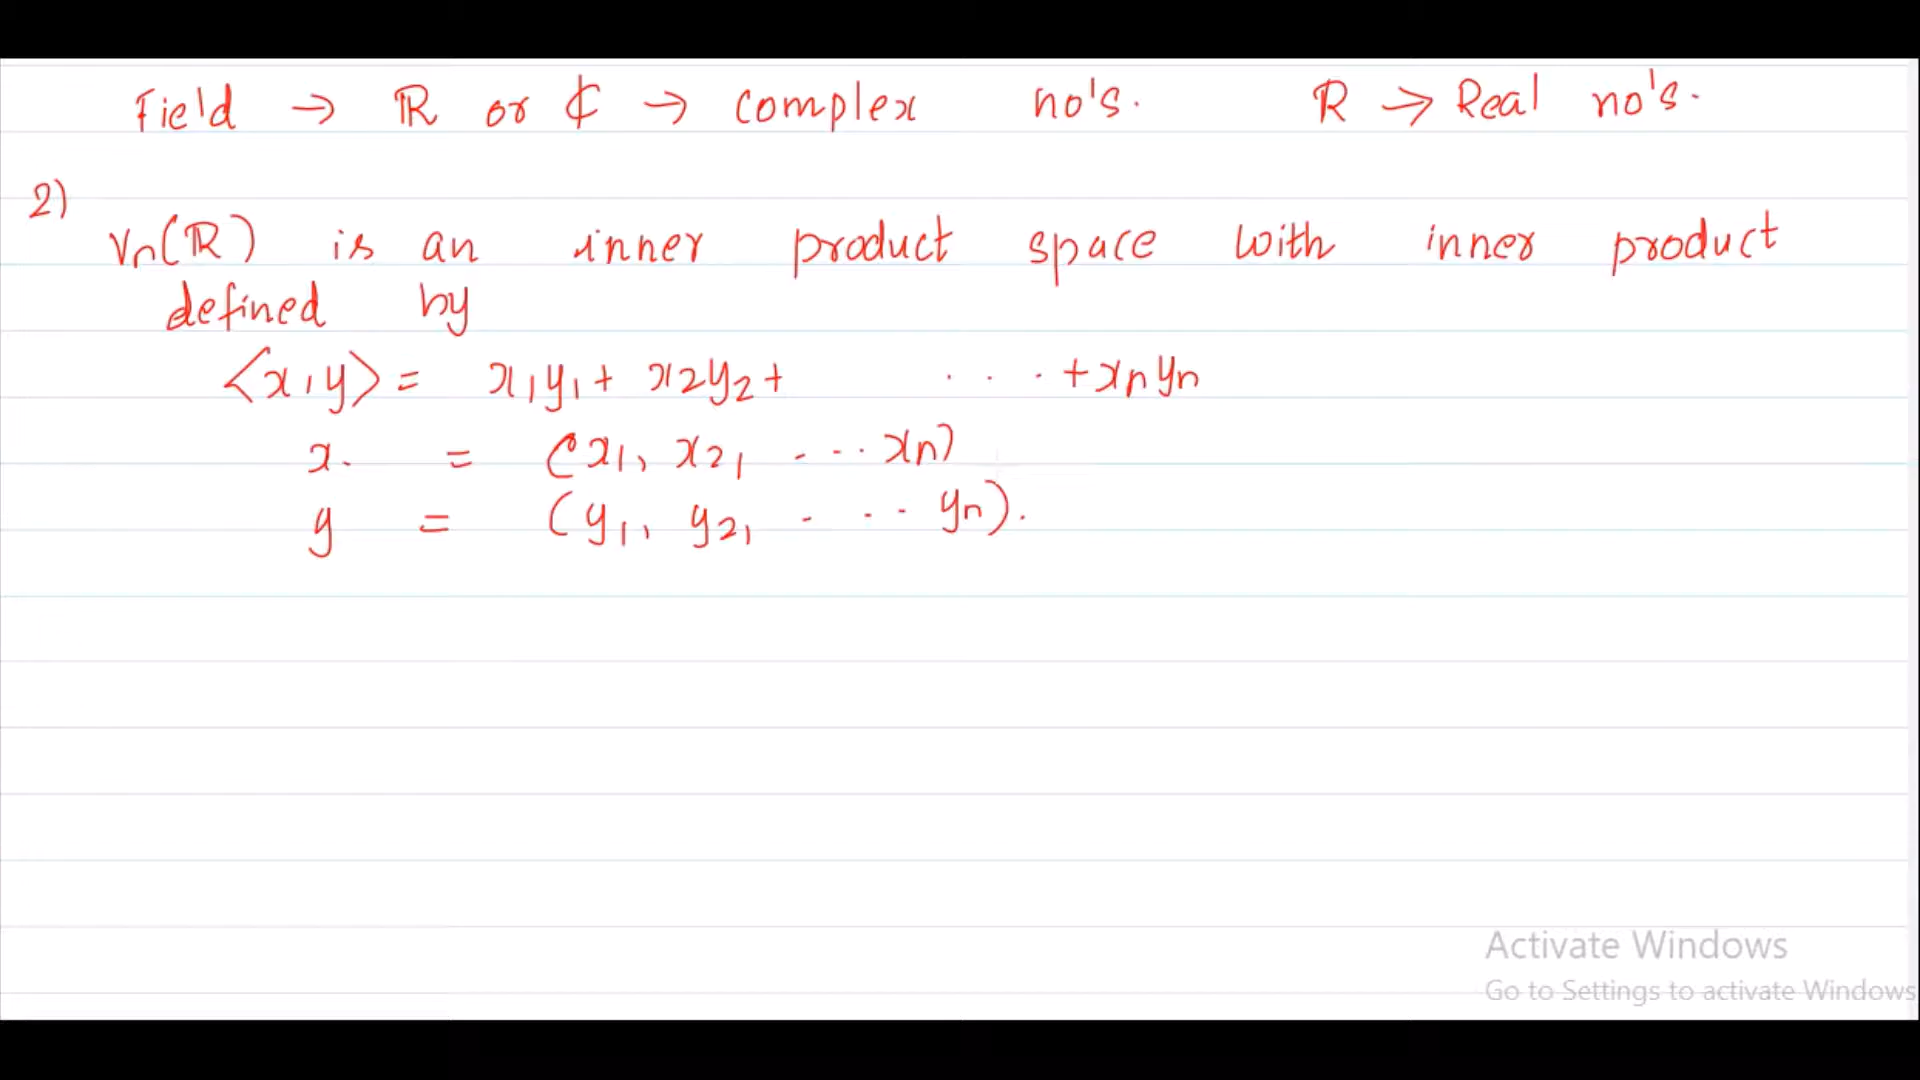 Field → ℝ or ₵ → complex no's. ℝ → Real no's.
2)
Vn(ℝ) is an inner product space with inner product
defined by
<x,y> = x1y1+ x2y2+ . . . +xnyn
x. = (x1, x2, . . . xn)
y = (y1, y2, . . . yn).
Activate Windows
Go to Settings to activate Windows